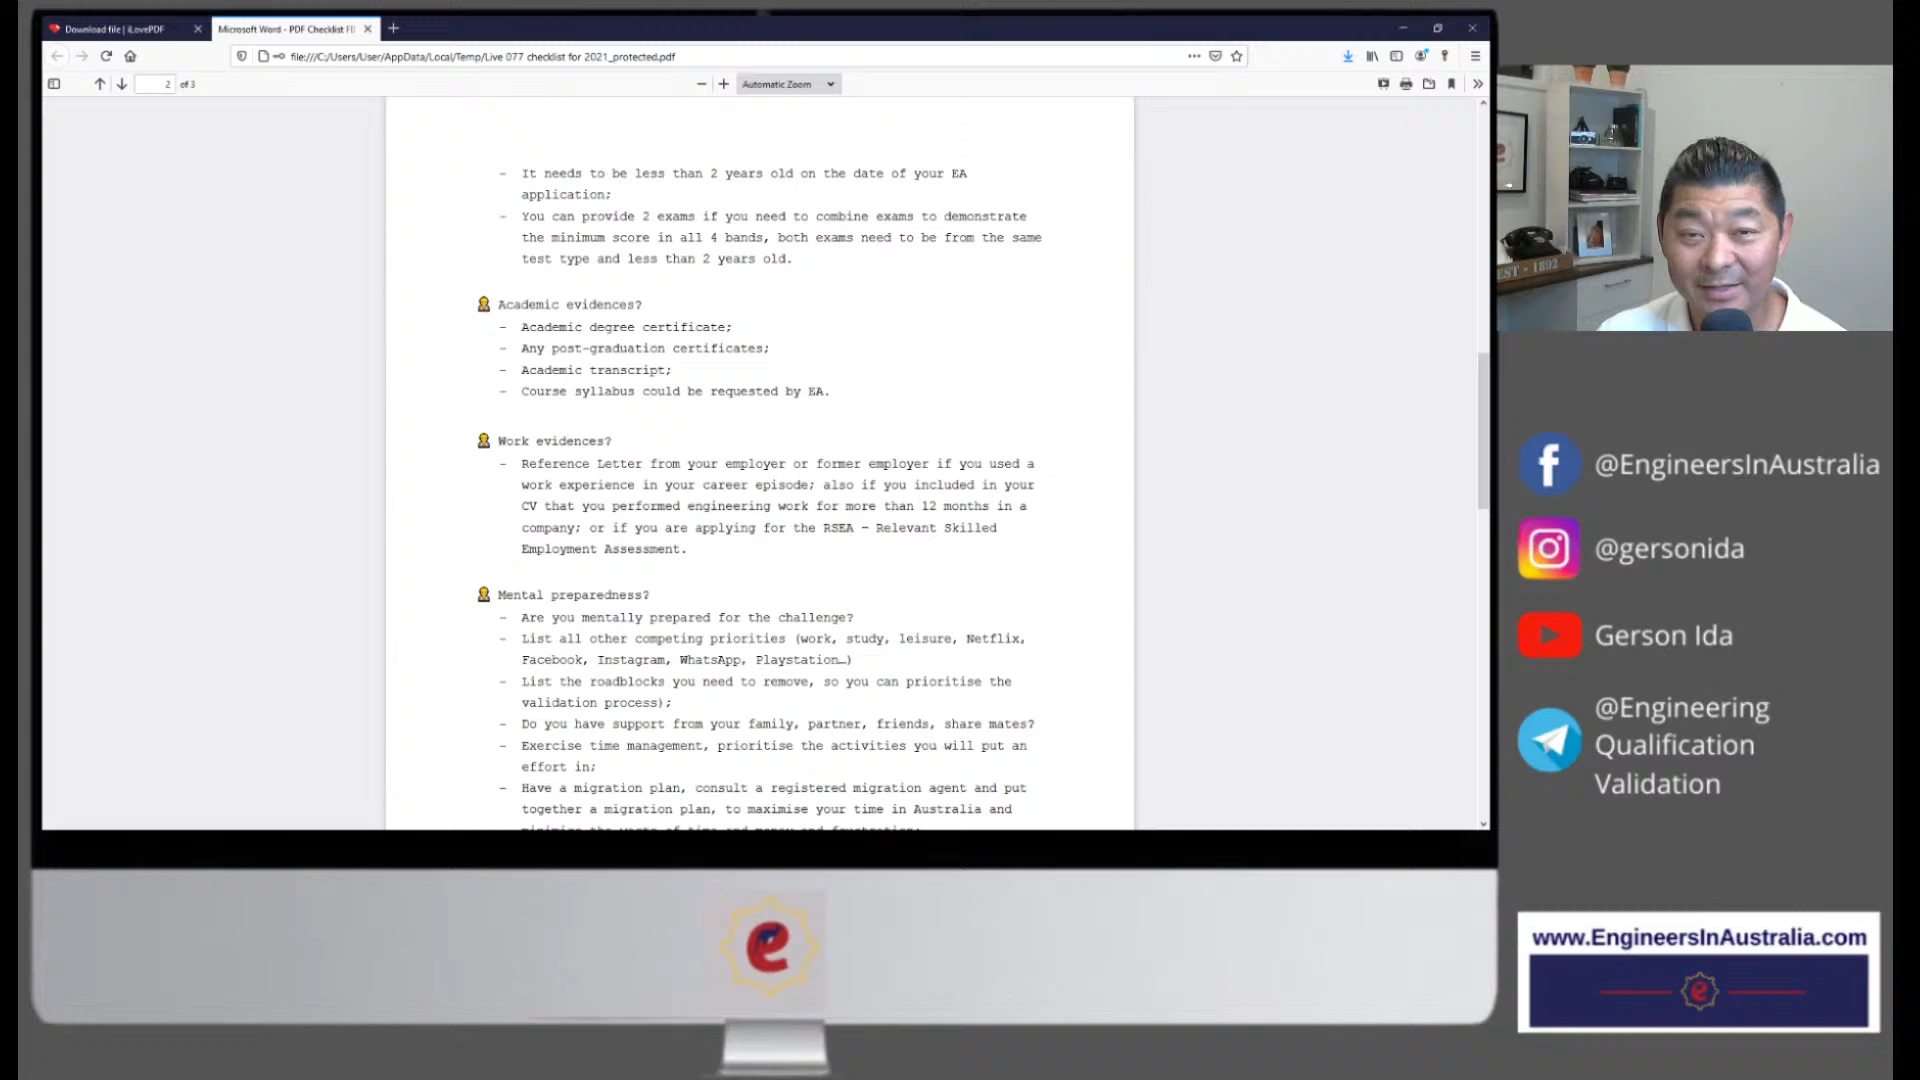 Download file | iLovePDF
Microsoft Word - PDF Checklist FI
file:///C:/Users/User/AppData/Local/Temp/Live 077 checklist for 2021_protected.pdf
2 of 3
Automatic Zoom
- It needs to be less than 2 years old on the date of your EA
application;
- You can provide 2 exams if you need to combine exams to demonstrate
the minimum score in all 4 bands, both exams need to be from the same
test type and less than 2 years old.
Academic evidences?
- Academic degree certificate;
- Any post-graduation certificates;
- Academic transcript;
- Course syllabus could be requested by EA.
Work evidences?
- Reference Letter from your employer or former employer if you used a
work experience in your career episode; also if you included in your
CV that you performed engineering work for more than 12 months in a
company; or if you are applying for the RSEA – Relevant Skilled
Employment Assessment.
Mental preparedness?
- Are you mentally prepared for the challenge?
- List all other competing priorities (work, study, leisure, Netflix,
Facebook, Instagram, WhatsApp, Playstation…)
- List the roadblocks you need to remove, so you can prioritise the
validation process);
- Do you have support from your family, partner, friends, share mates?
- Exercise time management, prioritise the activities you will put an
effort in;
- Have a migration plan, consult a registered migration agent and put
together a migration plan, to maximise your time in Australia and
EST - 1892
@EngineersInAustralia
@gersonida
Gerson Ida
@Engineering
Qualification
Validation
www.EngineersInAustralia.com
e
e